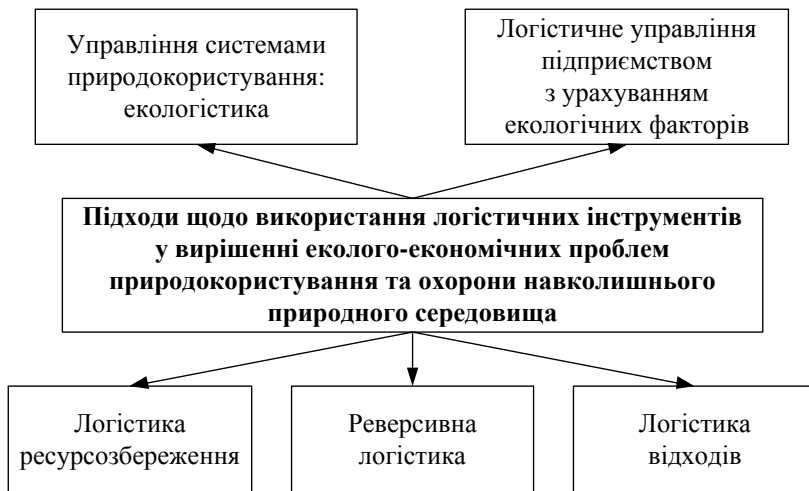 Управління системами
природокористування:
екологістика
Логістичне управління
підприємством
з урахуванням
екологічних факторів
Підходи щодо використання логістичних інструментів
у вирішенні еколого-економічних проблем
природокористування та охорони навколишнього
природного середовища
Логістика
ресурсозбереження
Реверсивна
логістика
Логістика
відходів